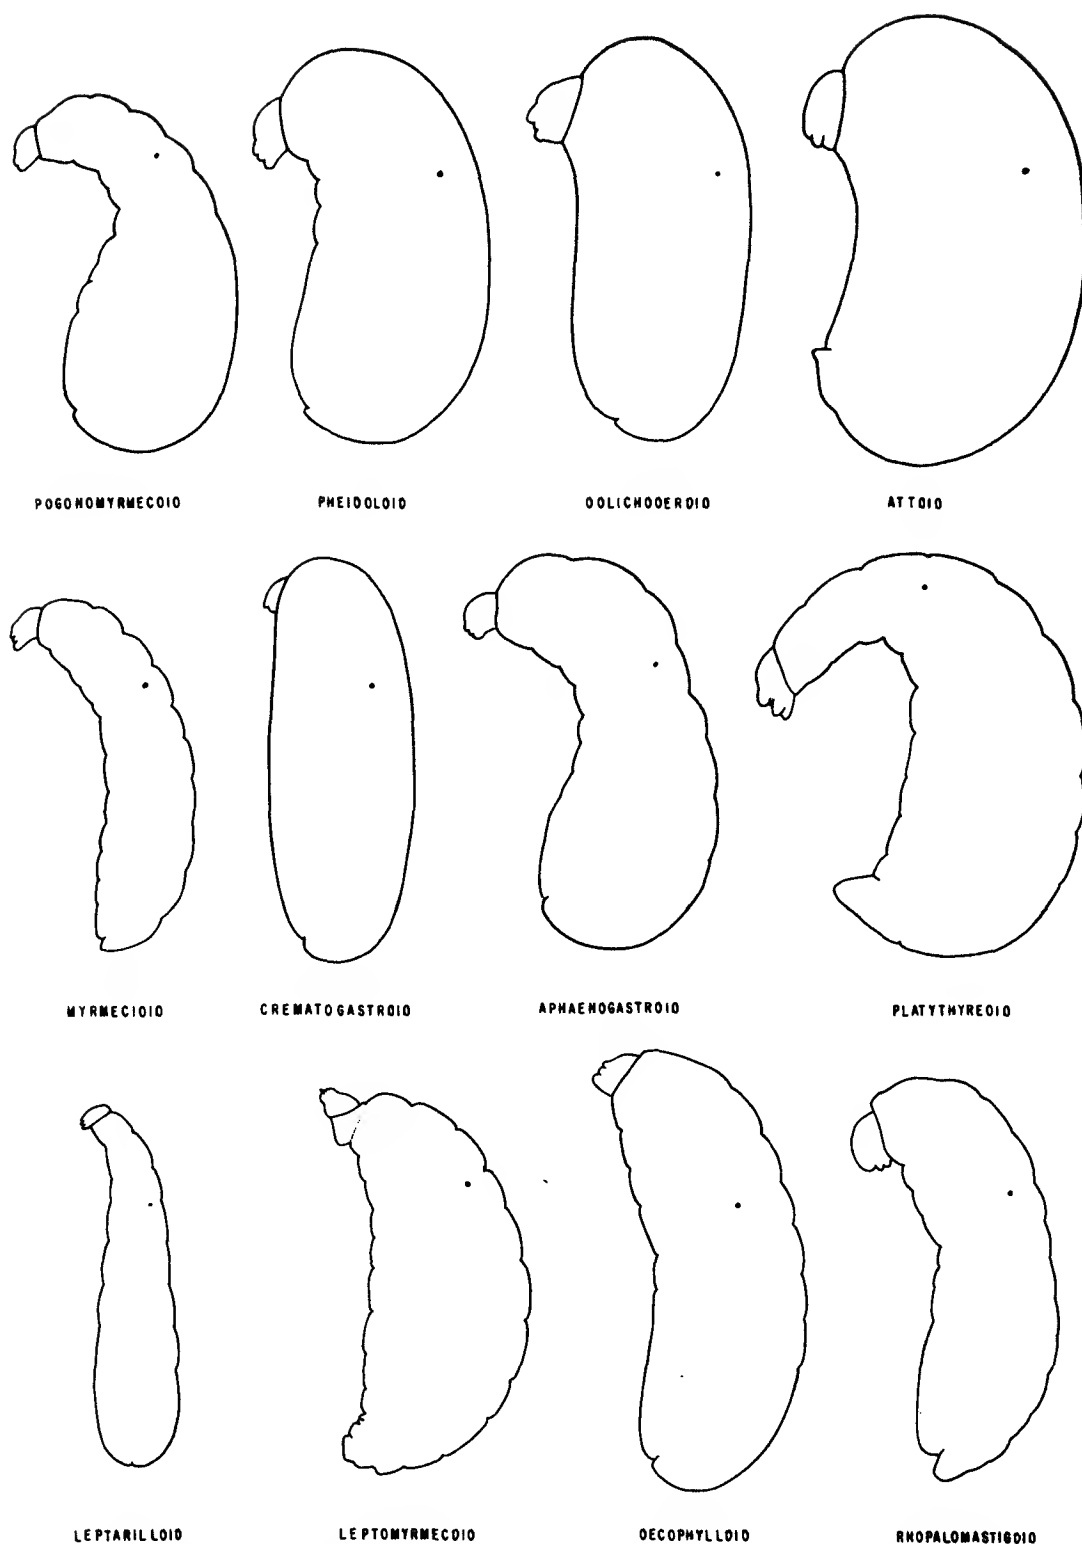 POGONOMYRMECOID
PHEIDOLOID
DOLICHODEROID
ATTOID
MYRMECIOID
CREMATOGASTROID
APHAENOGASTROID
PLATYTHYREOID
LEPTANILLOID
LEPTOMYRMECOID
OECOPHYLLOID
RHOPALOMASTIGOID